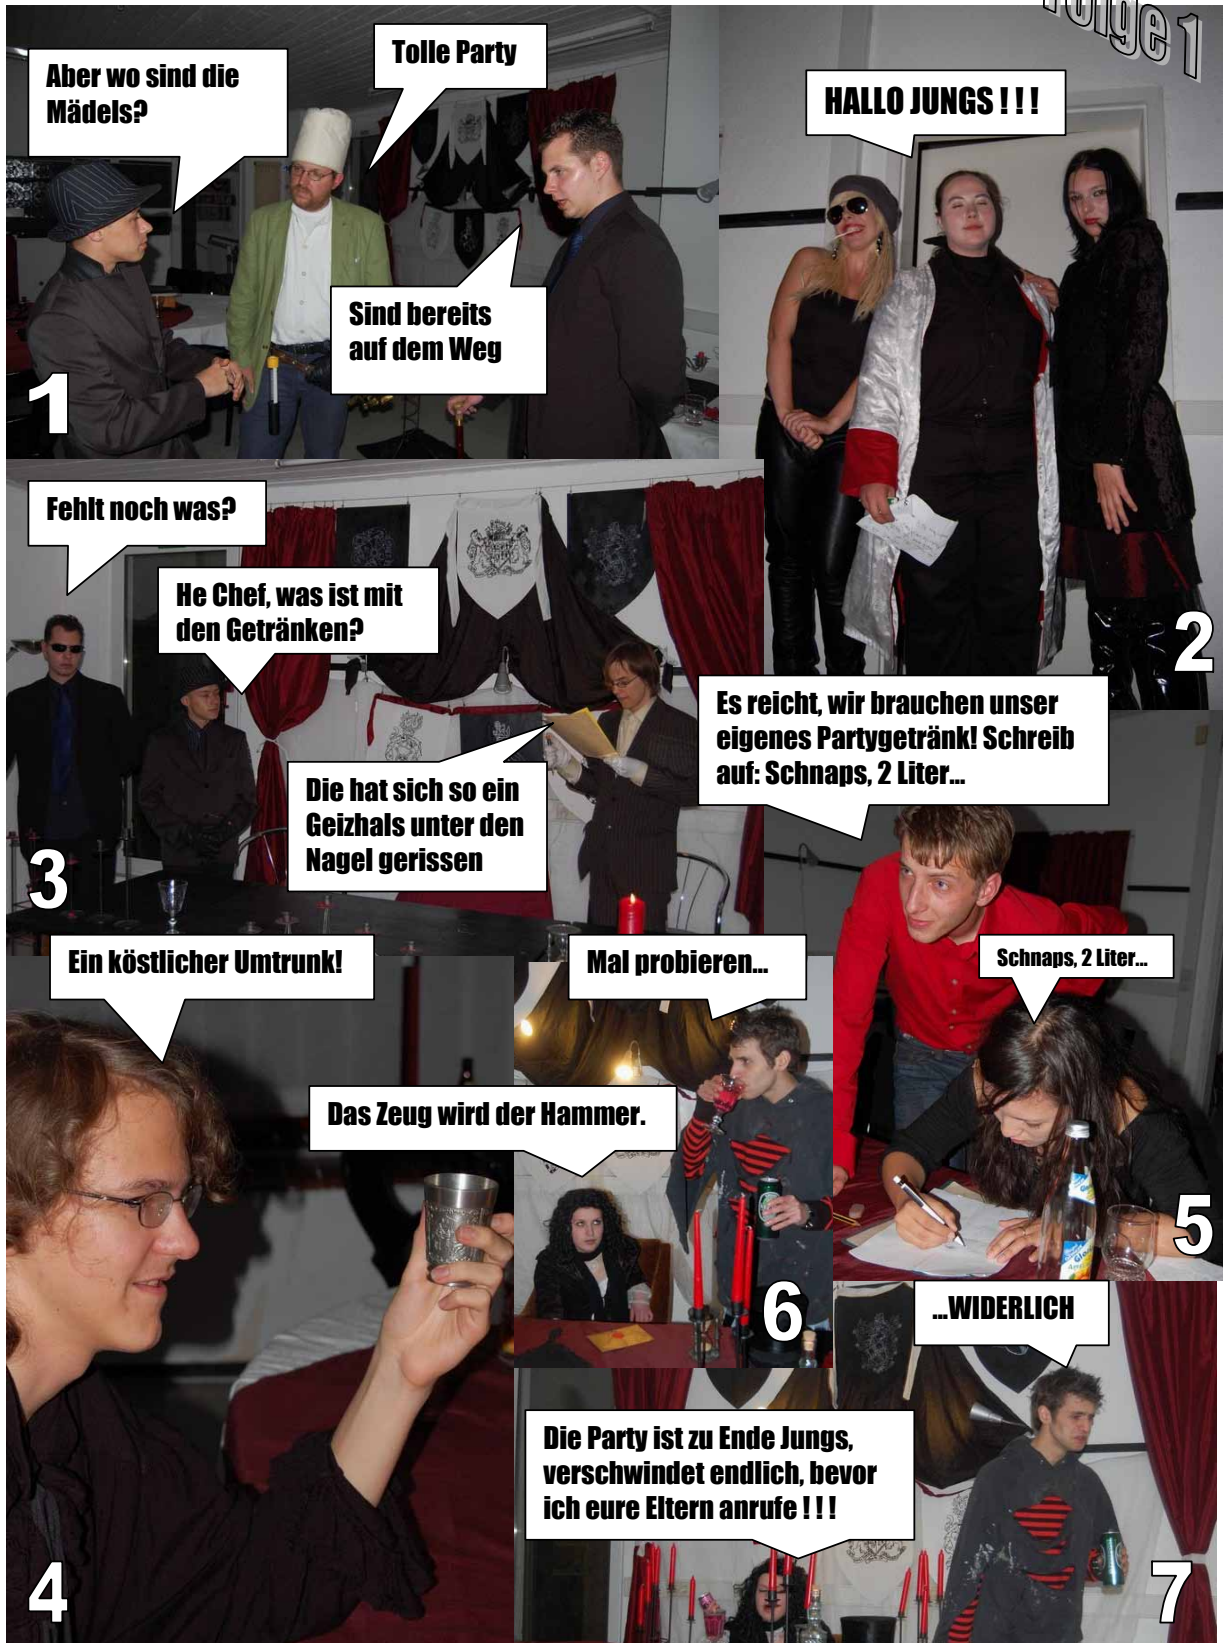 Folge 1
Aber wo sind die
Mädels?
Tolle Party
Sind bereits
auf dem Weg
1
HALLO JUNGS ! ! !
2
Fehlt noch was?
He Chef, was ist mit
den Getränken?
Die hat sich so ein
Geizhals unter den
Nagel gerissen
3
Ein köstlicher Umtrunk!
4
Es reicht, wir brauchen unser
eigenes Partygetränk! Schreib
auf: Schnaps, 2 Liter...
Schnaps, 2 Liter...
5
Mal probieren...
Das Zeug wird der Hammer.
6
...WIDERLICH
Die Party ist zu Ende Jungs,
verschwindet endlich, bevor
ich eure Eltern anrufe ! ! !
7